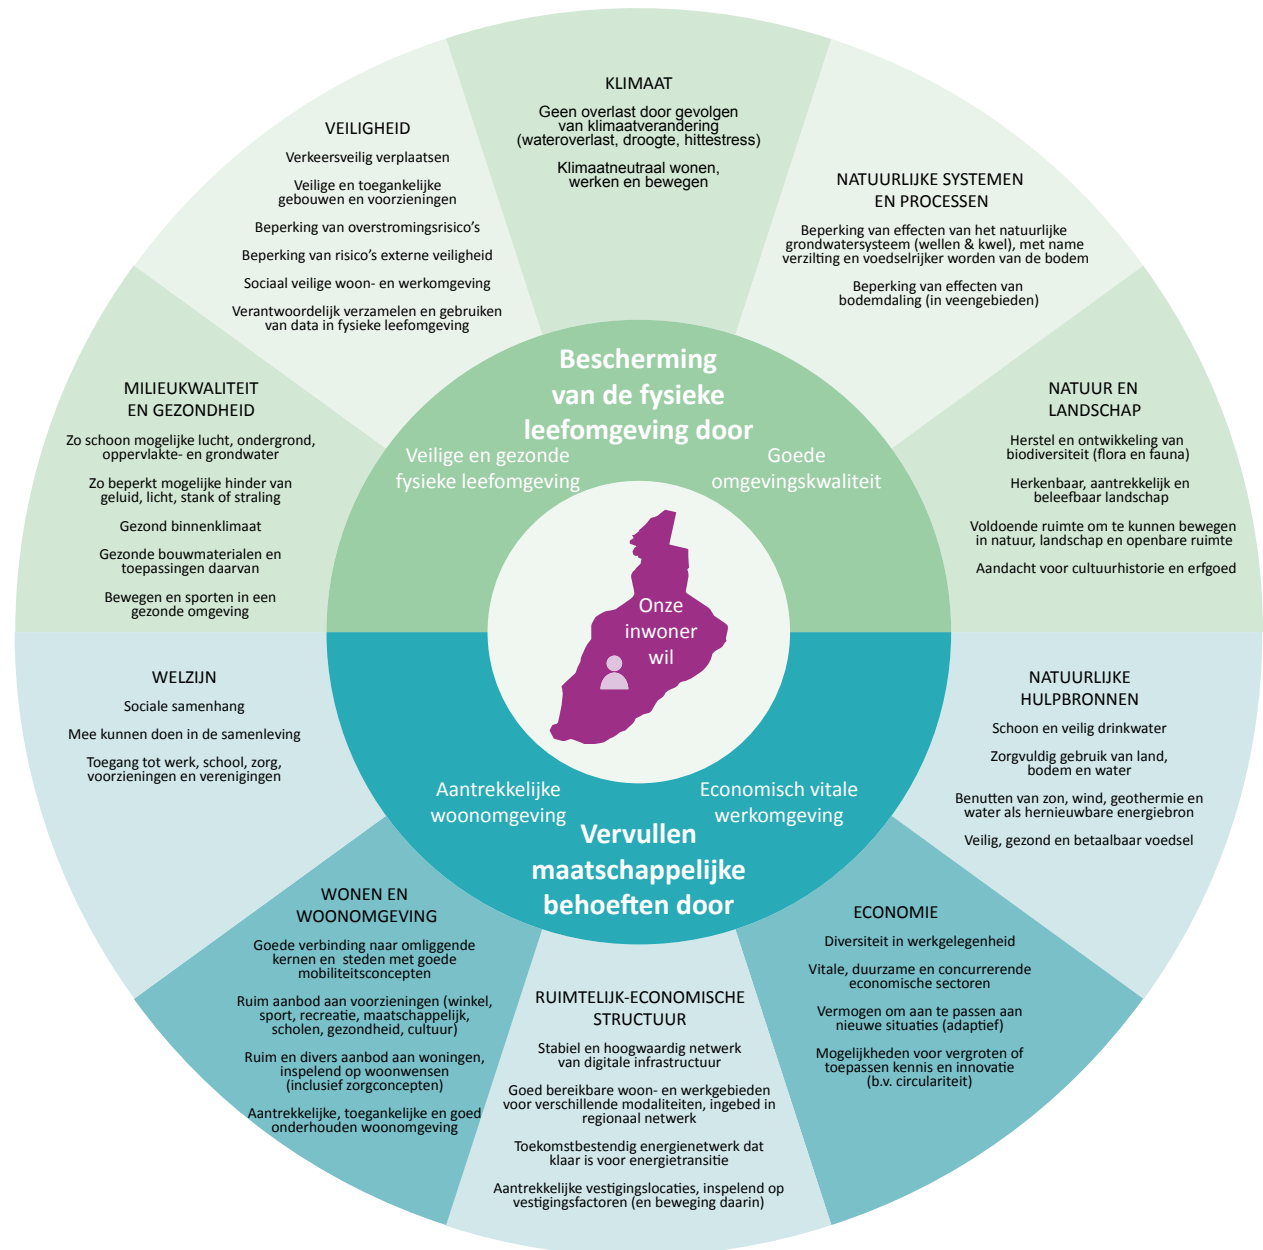 KLIMAAT
Geen overlast door gevolgen
van klimaatverandering
(wateroverlast, droogte, hittestress)
Klimaatneutraal wonen,
werken en bewegen
VEILIGHEID
Verkeersveilig verplaatsen
Veilige en toegankelijke
gebouwen en voorzieningen
Beperking van overstromingsrisico's
Beperking van risico's externe veiligheid
Sociaal veilige woon- en werkomgeving
Verantwoordelijk verzamelen en gebruiken
van data in fysieke leefomgeving
NATUURLIJKE SYSTEMEN
EN PROCESSEN
Beperking van effecten van het natuurlijke
grondwatersysteem (wellen & kwel), met name
verzilting en voedselrijker worden van de bodem
Beperking van effecten van
bodemdaling (in veengebieden)
MILIEUKWALITEIT
EN GEZONDHEID
Zo schoon mogelijke lucht, ondergrond,
oppervlakte- en grondwater
Zo beperkt mogelijke hinder van
geluid, licht, stank of straling
Gezond binnenklimaat
Gezonde bouwmaterialen en
toepassingen daarvan
Bewegen en sporten in een
gezonde omgeving
NATUUR EN
LANDSCHAP
Herstel en ontwikkeling van
biodiversiteit (flora en fauna)
Herkenbaar, aantrekkelijk en
beleefbaar landschap
Voldoende ruimte om te kunnen bewegen
in natuur, landschap en openbare ruimte
Aandacht voor cultuurhistorie en erfgoed
Bescherming
van de fysieke
leefomgeving door
Veilige en gezonde
fysieke leefomgeving
Goede
omgevingskwaliteit
Onze
inwoner
wil
Aantrekkelijke
woonomgeving
Economisch vitale
werkomgeving
Vervullen
maatschappelijke
behoeften door
WELZIJN
Sociale samenhang
Mee kunnen doen in de samenleving
Toegang tot werk, school, zorg,
voorzieningen en verenigingen
NATUURLIJKE
HULPBRONNEN
Schoon en veilig drinkwater
Zorgvuldig gebruik van land,
bodem en water
Benutten van zon, wind, geothermie en
water als hernieuwbare energiebron
Veilig, gezond en betaalbaar voedsel
WONEN EN
WOONOMGEVING
Goede verbinding naar omliggende
kernen en steden met goede
mobiliteitsconcepten
Ruim aanbod aan voorzieningen (winkel,
sport, recreatie, maatschappelijk,
scholen, gezondheid, cultuur)
Ruim en divers aanbod aan woningen,
inspelend op woonwensen
(inclusief zorgconcepten)
Aantrekkelijke, toegankelijke en goed
onderhouden woonomgeving
RUIMTELIJK-ECONOMISCHE
STRUCTUUR
Stabiel en hoogwaardig netwerk
van digitale infrastructuur
Goed bereikbare woon- en werkgebieden
voor verschillende modaliteiten, ingebed in
regionaal netwerk
Toekomstbestendig energienetwerk dat
klaar is voor energietransitie
Aantrekkelijke vestigingslocaties, inspelend op
vestigingsfactoren (en beweging daarin)
ECONOMIE
Diversiteit in werkgelegenheid
Vitale, duurzame en concurrerende
economische sectoren
Vermogen om aan te passen aan
nieuwe situaties (adaptief)
Mogelijkheden voor vergroten of
toepassen kennis en innovatie
(b.v. circulariteit)